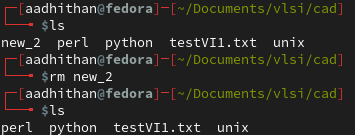 ┌─[aadhithan@fedora]─[~/Documents/vlsi/cad]
└──╼ $ls
new_2  perl  python  testVI1.txt  unix
┌─[aadhithan@fedora]─[~/Documents/vlsi/cad]
└──╼ $rm new_2
┌─[aadhithan@fedora]─[~/Documents/vlsi/cad]
└──╼ $ls
perl  python  testVI1.txt  unix